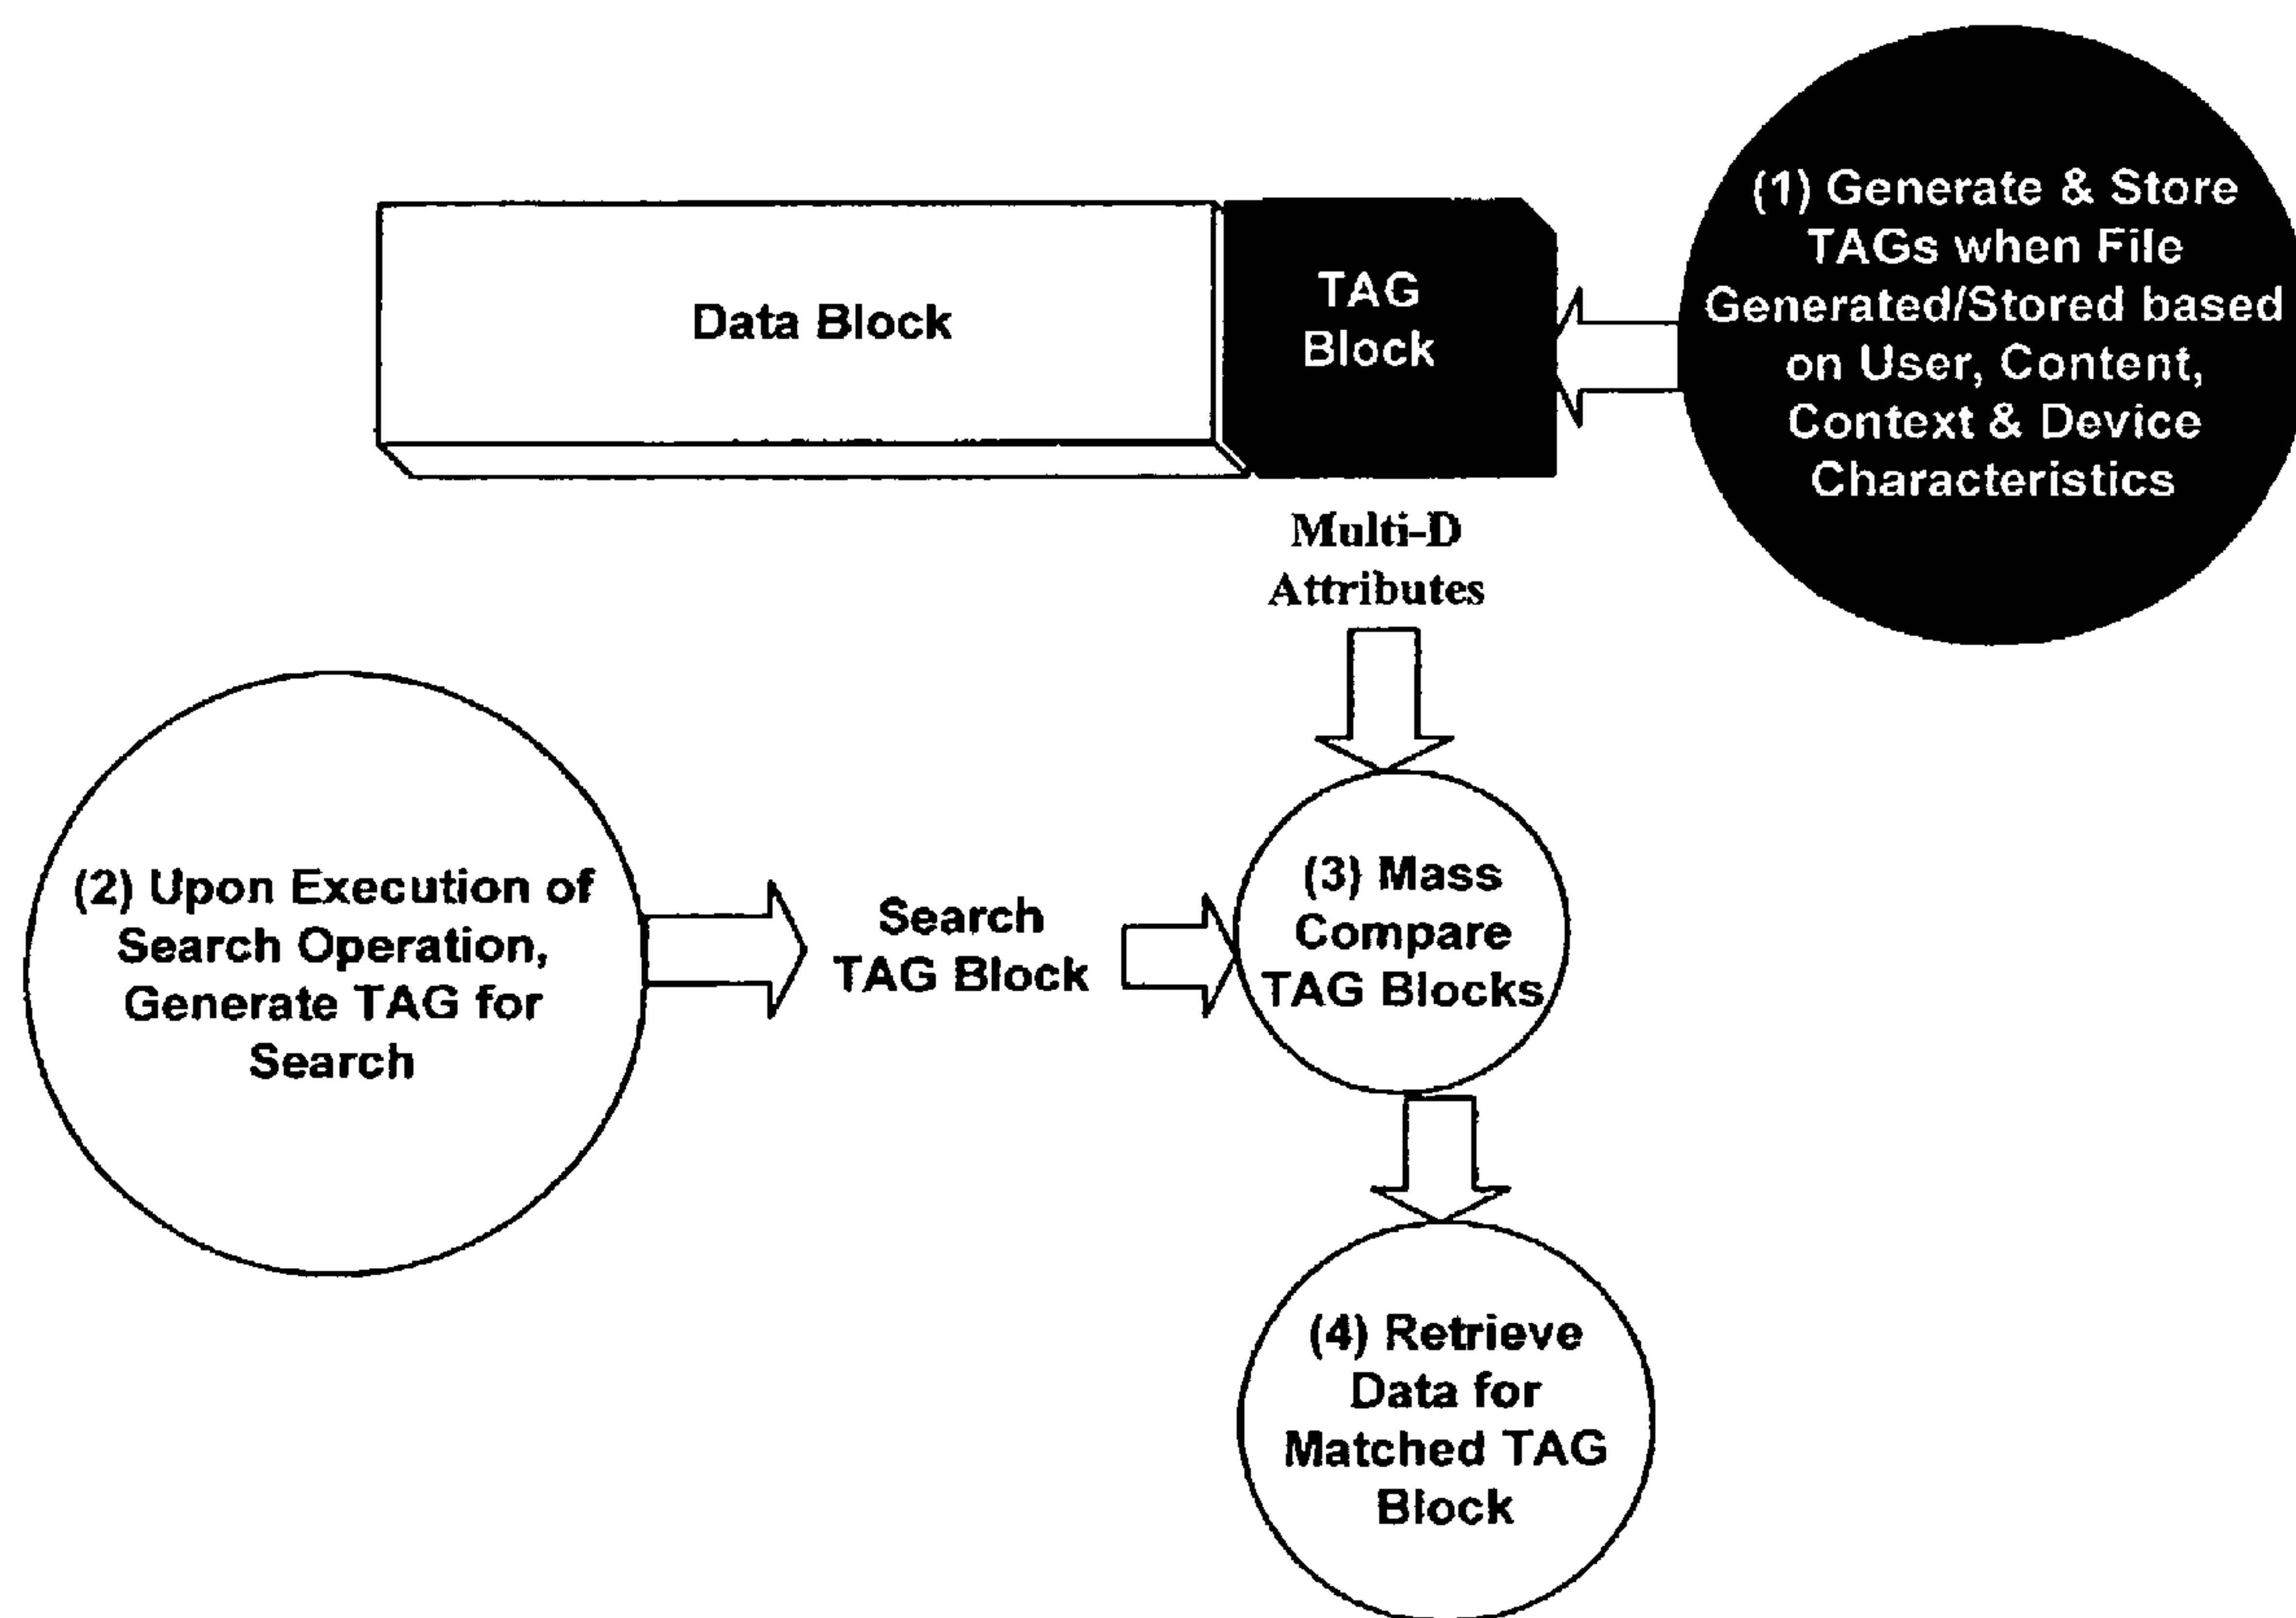 (1) Generate & Store
TAGs when File
Generated/Stored based
on User, Content,
Context & Device
Characteristics
Data Block
TAG
Block
Multi-D
Attributes
(2) Upon Execution of
Search Operation,
Generate TAG for
Search
Search
TAG Block
(3) Mass
Compare
TAG Blocks
(4) Retrieve
Data for
Matched TAG
Block